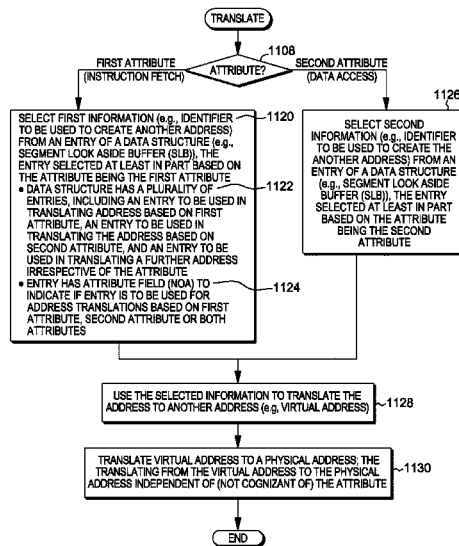 TRANSLATE
1108
FIRST ATTRIBUTE
(INSTRUCTION FETCH)
ATTRIBUTE?
SECOND ATTRIBUTE
(DATA ACCESS)
1120
SELECT FIRST INFORMATION (e.g., IDENTIFIER
TO BE USED TO CREATE ANOTHER ADDRESS)
FROM AN ENTRY OF A DATA STRUCTURE (e.g.,
SEGMENT LOOK ASIDE BUFFER (SLB)), THE
ENTRY SELECTED AT LEAST IN PART BASED ON
THE ATTRIBUTE BEING THE FIRST ATTRIBUTE
1122
• DATA STRUCTURE HAS A PLURALITY OF
ENTRIES, INCLUDING AN ENTRY TO BE USED IN
TRANSLATING ADDRESS BASED ON FIRST
ATTRIBUTE, AN ENTRY TO BE USED IN
TRANSLATING THE ADDRESS BASED ON
SECOND ATTRIBUTE, AND AN ENTRY TO BE
USED IN TRANSLATING A FURTHER ADDRESS
IRRESPECTIVE OF THE ATTRIBUTE
1124
• ENTRY HAS ATTRIBUTE FIELD (NOA) TO
INDICATE IF ENTRY IS TO BE USED FOR
ADDRESS TRANSLATIONS BASED ON FIRST
ATTRIBUTE, SECOND ATTRIBUTE OR BOTH
ATTRIBUTES
1126
SELECT SECOND
INFORMATION (e.g., IDENTIFIER
TO BE USED TO CREATE THE
ANOTHER ADDRESS) FROM AN
ENTRY OF A DATA STRUCTURE
(e.g., SEGMENT LOOK ASIDE
BUFFER (SLB)), THE ENTRY
SELECTED AT LEAST IN PART
BASED ON THE ATTRIBUTE
BEING THE SECOND
ATTRIBUTE
USE THE SELECTED INFORMATION TO TRANSLATE THE
ADDRESS TO ANOTHER ADDRESS (e.g, VIRTUAL ADDRESS)
1128
TRANSLATE VIRTUAL ADDRESS TO A PHYSICAL ADDRESS; THE
TRANSLATING FROM THE VIRTUAL ADDRESS TO THE PHYSICAL
ADDRESS INDEPENDENT OF (NOT COGNIZANT OF) THE ATTRIBUTE
1130
END